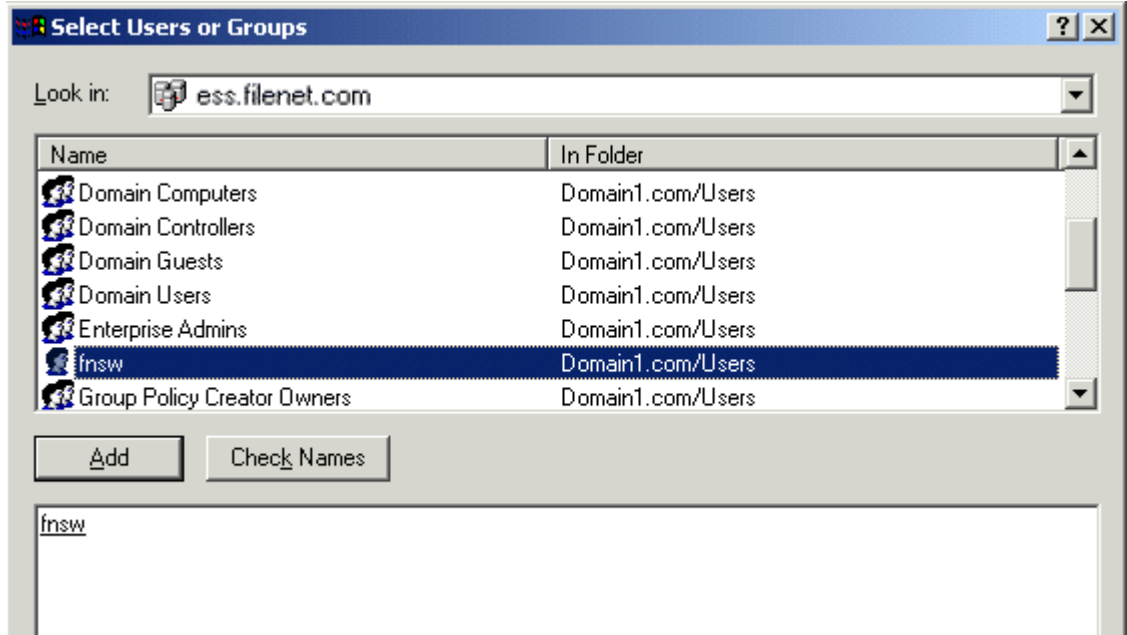 Select Users or Groups
Look in: ess.filenet.com
Name In Folder
Domain Computers Domain1.com/Users
Domain Controllers Domain1.com/Users
Domain Guests Domain1.com/Users
Domain Users Domain1.com/Users
Enterprise Admins Domain1.com/Users
fnsw Domain1.com/Users
Group Policy Creator Owners Domain1.com/Users
Add Check Names
fnsw